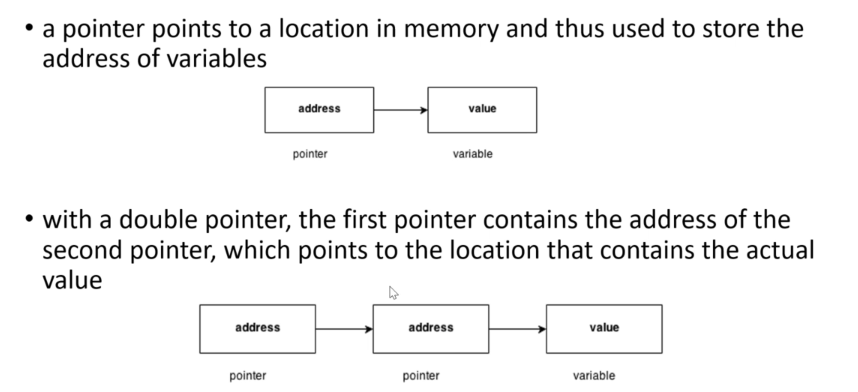 • a pointer points to a location in memory and thus used to store the
address of variables
address
value
pointer
variable
• with a double pointer, the first pointer contains the address of the
second pointer, which points to the location that contains the actual
value
address
address
value
pointer
pointer
variable